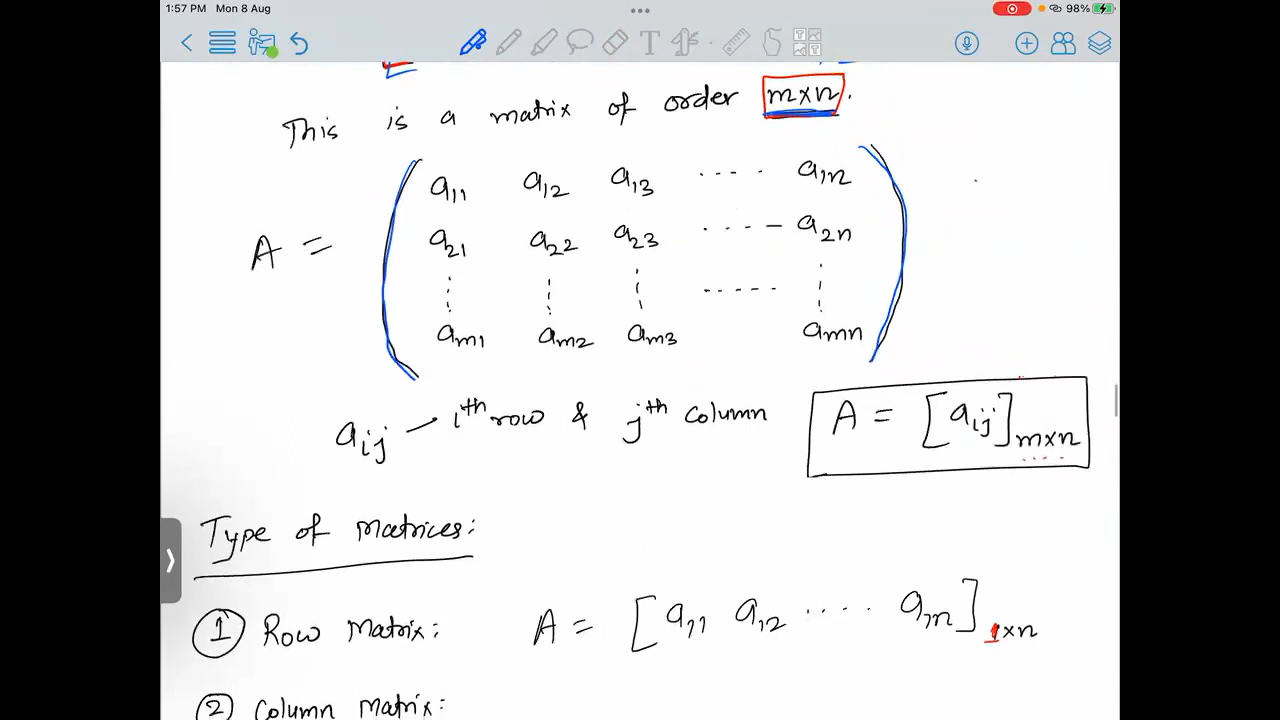 1:57 PM Mon 8 Aug
98%
This is a matrix of order m×n.
a11 a12 a13 ..... a1n
a21 a22 a23 ....– a2n
A =
am1 am2 am3 amn
aij – ith row & jth column A = [aij]m×n
Type of Matrices:
1 Row Matrix: A = [a11 a12 ..... a1n]1×n
2 Column Matrix: